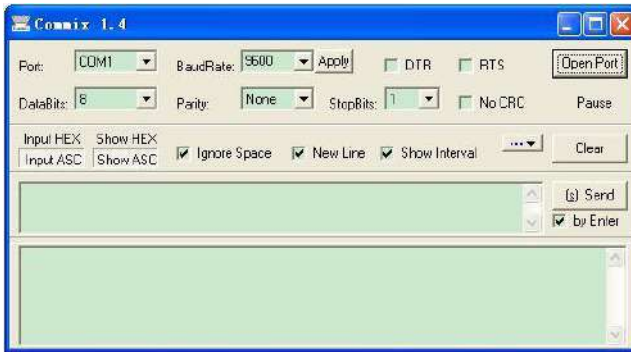 Commix 1.4
Port: COM1 BaudRate: 9600 Apply DTR RTS Open Port
DataBits: 8 Parity: None StopBits: 1 No CRC Pause
Input HEX Show HEX
Input ASC Show ASC Ignore Space New Line Show Interval ... Clear
(s) Send
by Enter